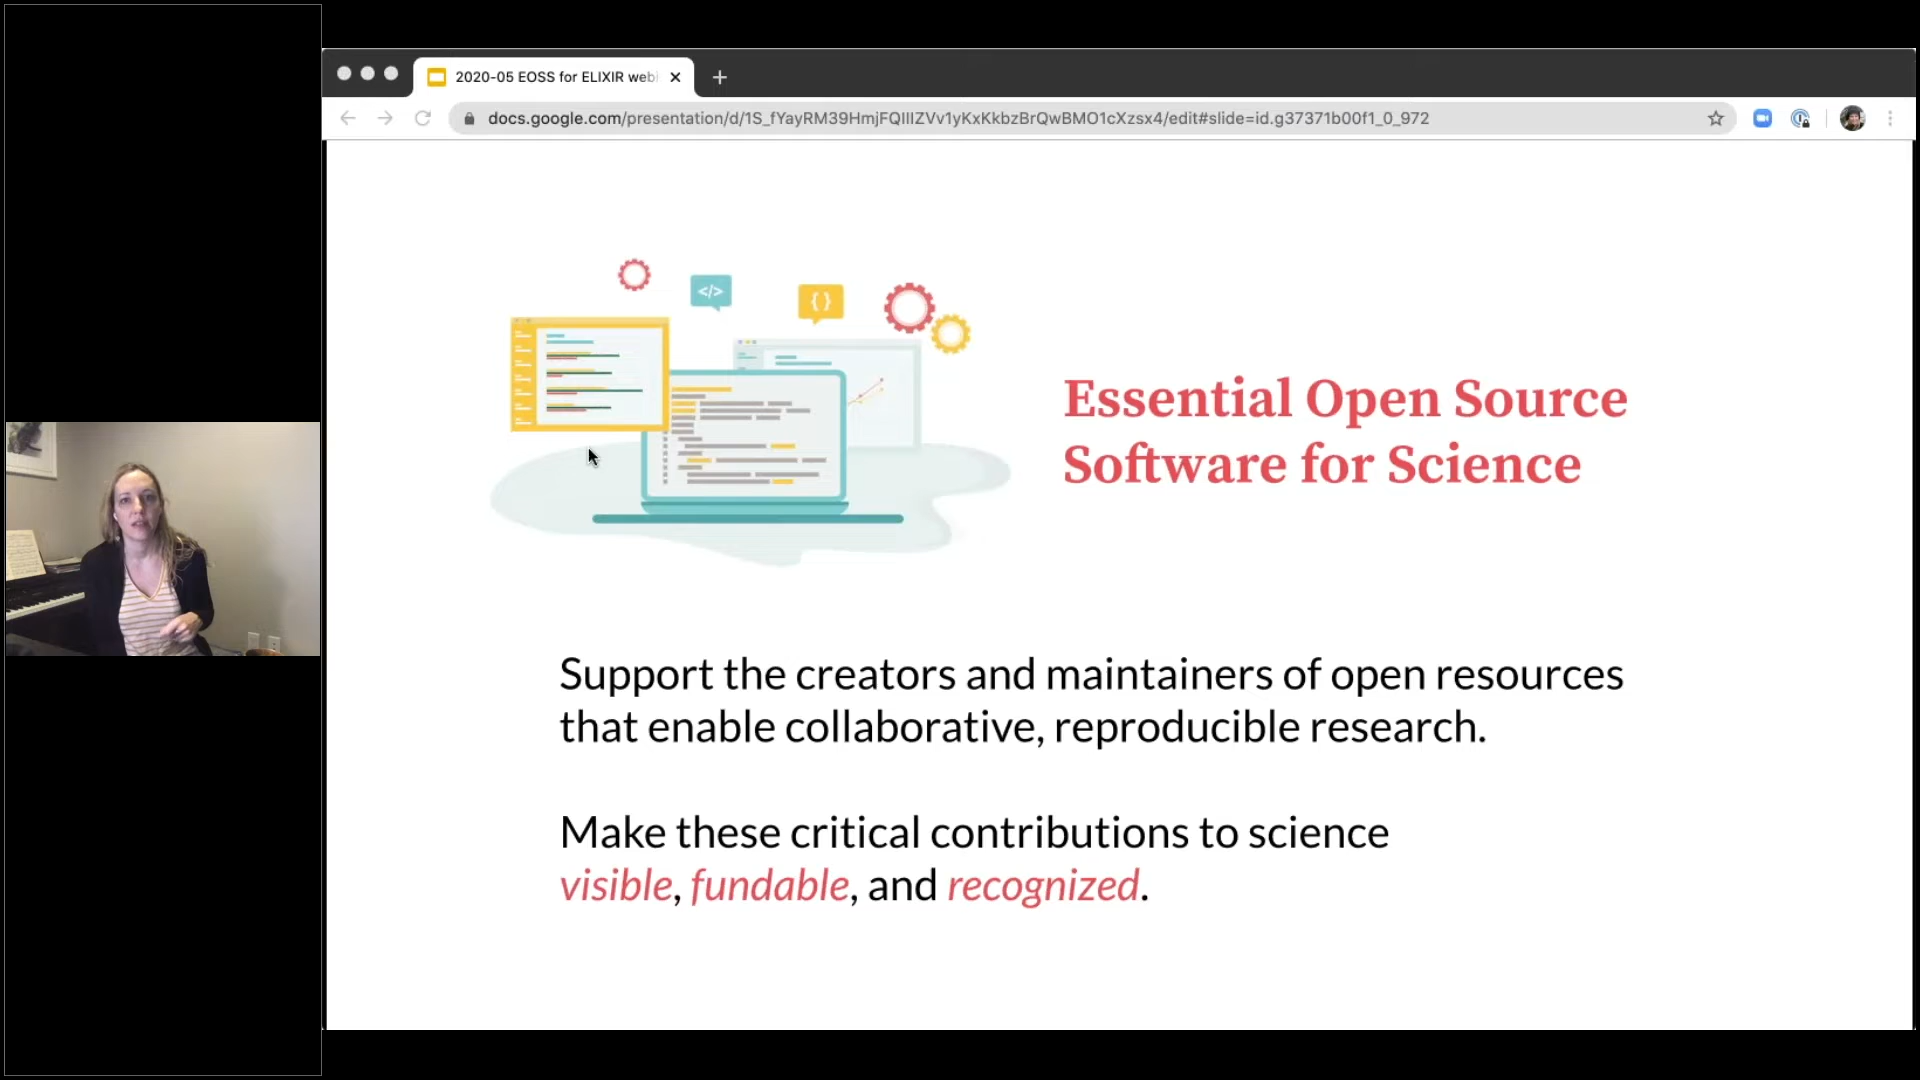 2020-05 EOSS for ELIXIR webi
docs.google.com/presentation/d/1S_fYayRM39HmjFQIIIZVv1yKxKkbzBrQwBMO1cXzsx4/edit#slide=id.g37371b00f1_0_972
</>
{ }
Essential Open Source
Software for Science
Support the creators and maintainers of open resources
that enable collaborative, reproducible research.
Make these critical contributions to science
visible, fundable, and recognized.